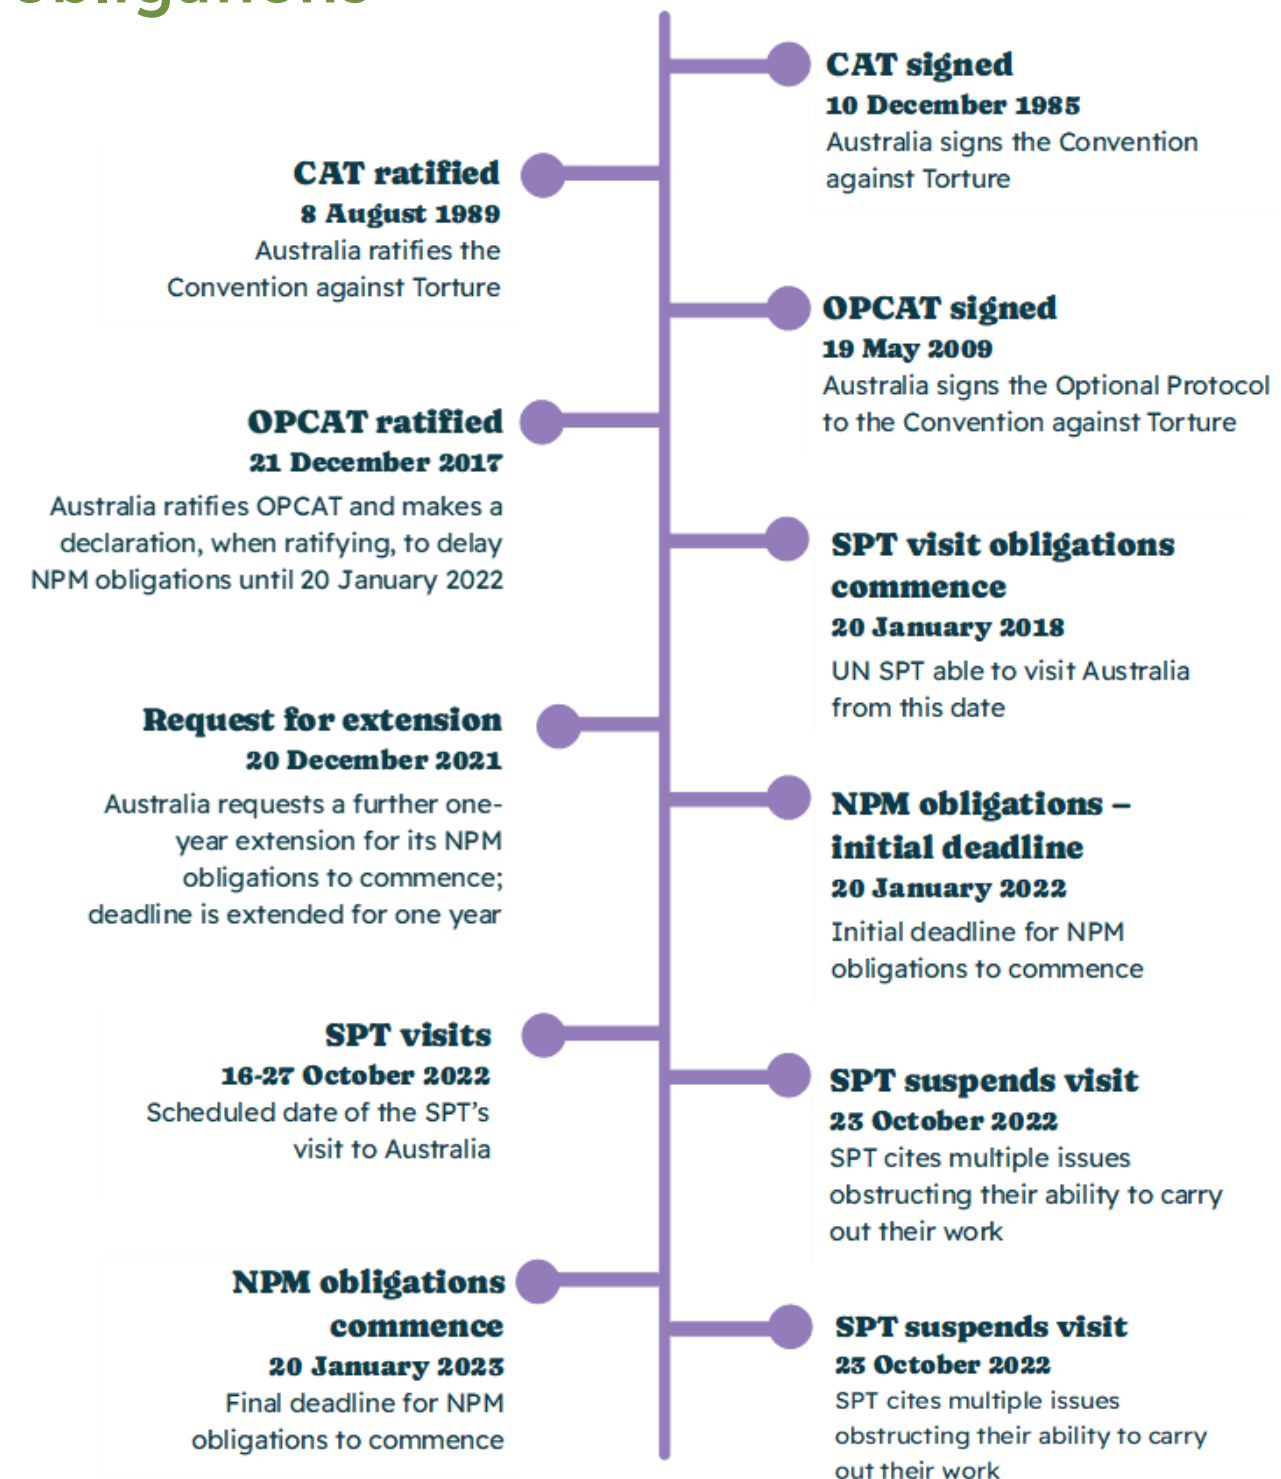 obligations
CAT signed
10 December 1985
Australia signs the Convention
against Torture
CAT ratified
8 August 1989
Australia ratifies the
Convention against Torture
OPCAT signed
19 May 2009
Australia signs the Optional Protocol
to the Convention against Torture
OPCAT ratified
21 December 2017
Australia ratifies OPCAT and makes a
declaration, when ratifying, to delay
NPM obligations until 20 January 2022
SPT visit obligations
commence
20 January 2018
UN SPT able to visit Australia
from this date
Request for extension
20 December 2021
Australia requests a further one-
year extension for its NPM
obligations to commence;
deadline is extended for one year
NPM obligations –
initial deadline
20 January 2022
Initial deadline for NPM
obligations to commence
SPT visits
16-27 October 2022
Scheduled date of the SPT's
visit to Australia
SPT suspends visit
23 October 2022
SPT cites multiple issues
obstructing their ability to carry
out their work
NPM obligations
commence
20 January 2023
Final deadline for NPM
obligations to commence
SPT suspends visit
23 October 2022
SPT cites multiple issues
obstructing their ability to carry
out their work